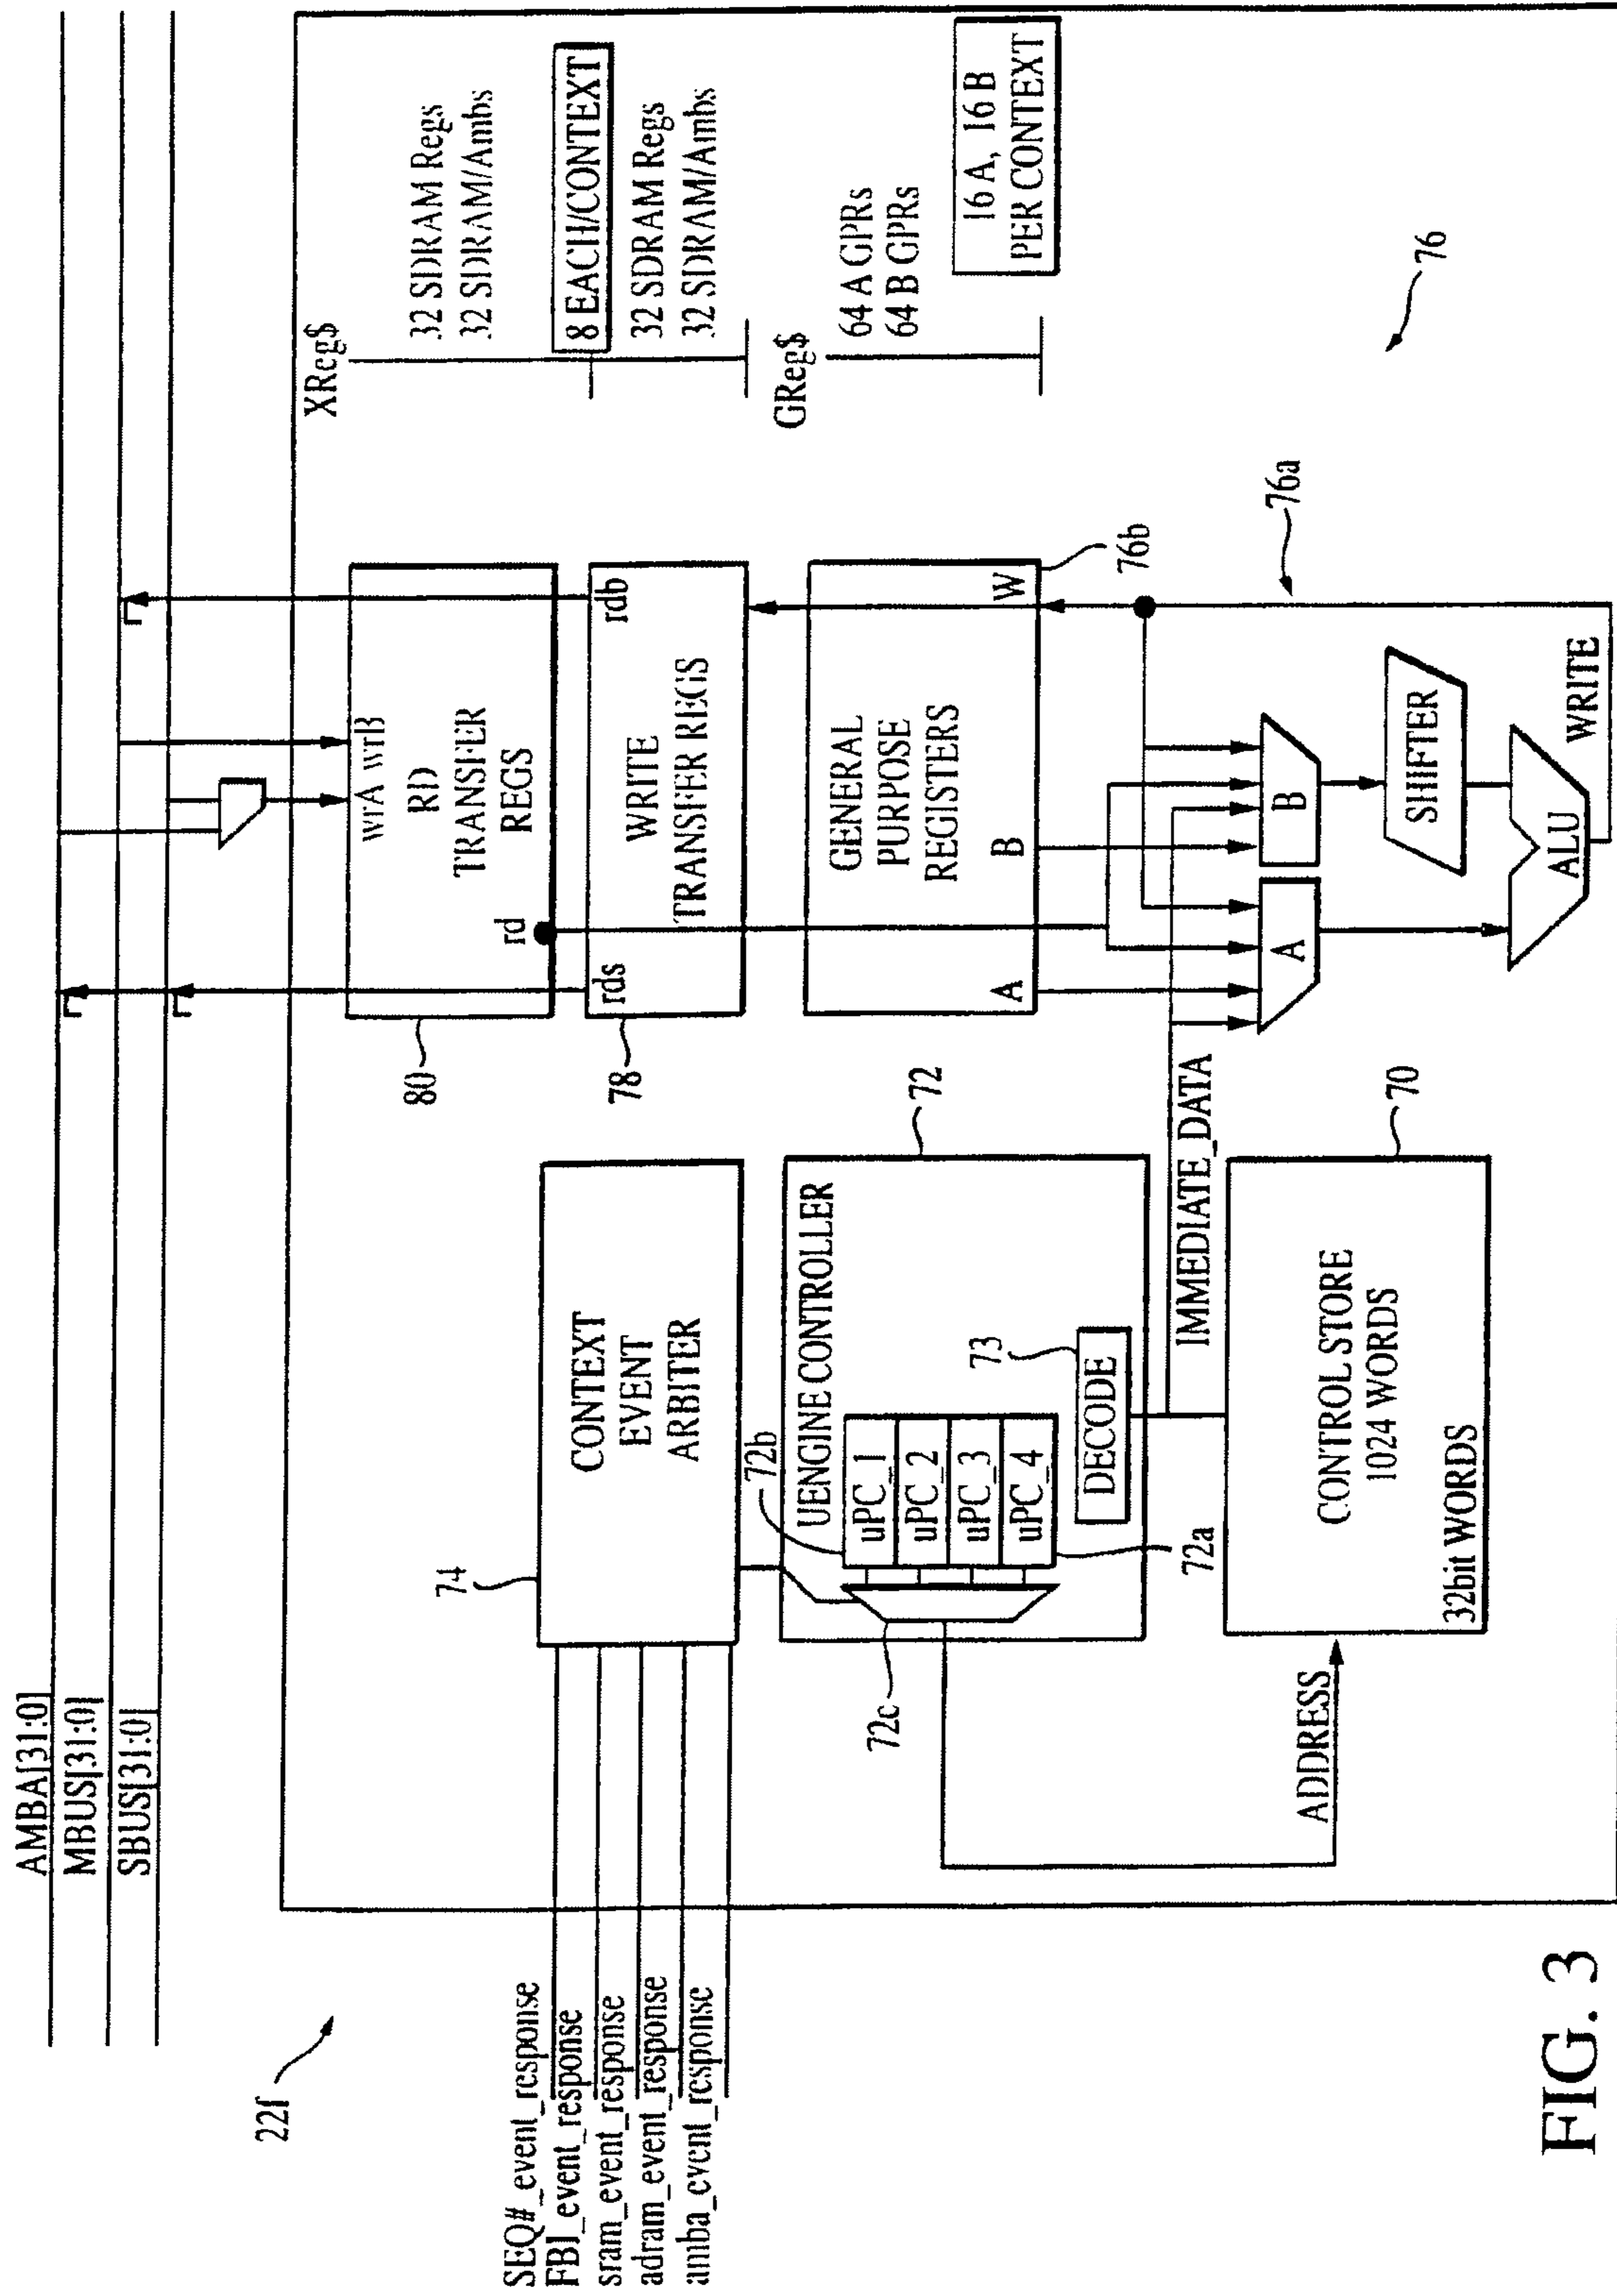 AMBA[31:0]
MBUS[31:0]
SBUS[31:0]
22f
SEQ#_event_response
FBI_event_response
sram_event_response
adram_event_response
amba_event_response
74
CONTEXT
EVENT
ARBITER
72b
72
UENGINE CONTROLLER
uPC_1
uPC_2
uPC_3
uPC_4
73
DECODE
72a
72c
ADDRESS
IMMEDIATE_DATA
70
CONTROL STORE
1024 WORDS
32bit WORDS
80
wrA wrB
RD
TRANSFER
REGS
rd
78
rds
rdb
WRITE
TRANSFER REGS
GENERAL
PURPOSE
REGISTERS
A
B
W
76b
76a
A
B
SHIFTER
ALU
WRITE
XReg$
32 SDRAM Regs
32 SDRAM/Ambs
8 EACH/CONTEXT
32 SDRAM Regs
32 SDRAM/Ambs
GReg$
64 A GPRs
64 B GPRs
16 A, 16 B
PER CONTEXT
76
FIG. 3